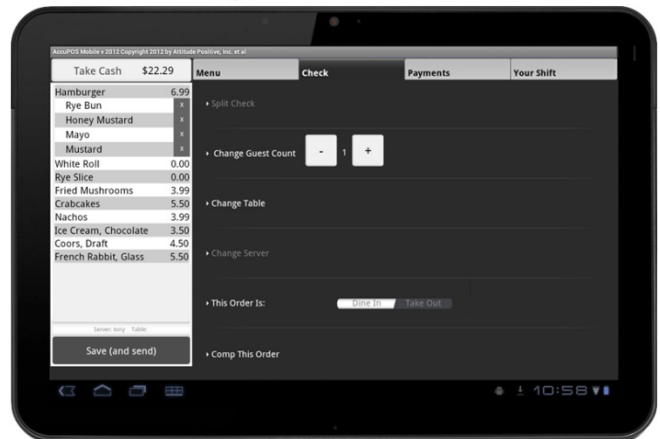 AccuPOS Mobile v 2012 Copyright 2012 by Attitude Positive, Inc. et al
Take Cash $22.29
Menu
Check
Payments
Your Shift
Hamburger 6.99
Rye Bun x
Honey Mustard x
Mayo x
Mustard x
White Roll 0.00
Rye Slice 0.00
Fried Mushrooms 3.99
Crabcakes 5.50
Nachos 3.99
Ice Cream, Chocolate 3.50
Coors, Draft 4.50
French Rabbit, Glass 5.50
Server: tony Table:
Save (and send)
Split Check
Change Guest Count - 1 +
Change Table
Change Server
This Order Is: Dine In Take Out
Comp This Order
10:58